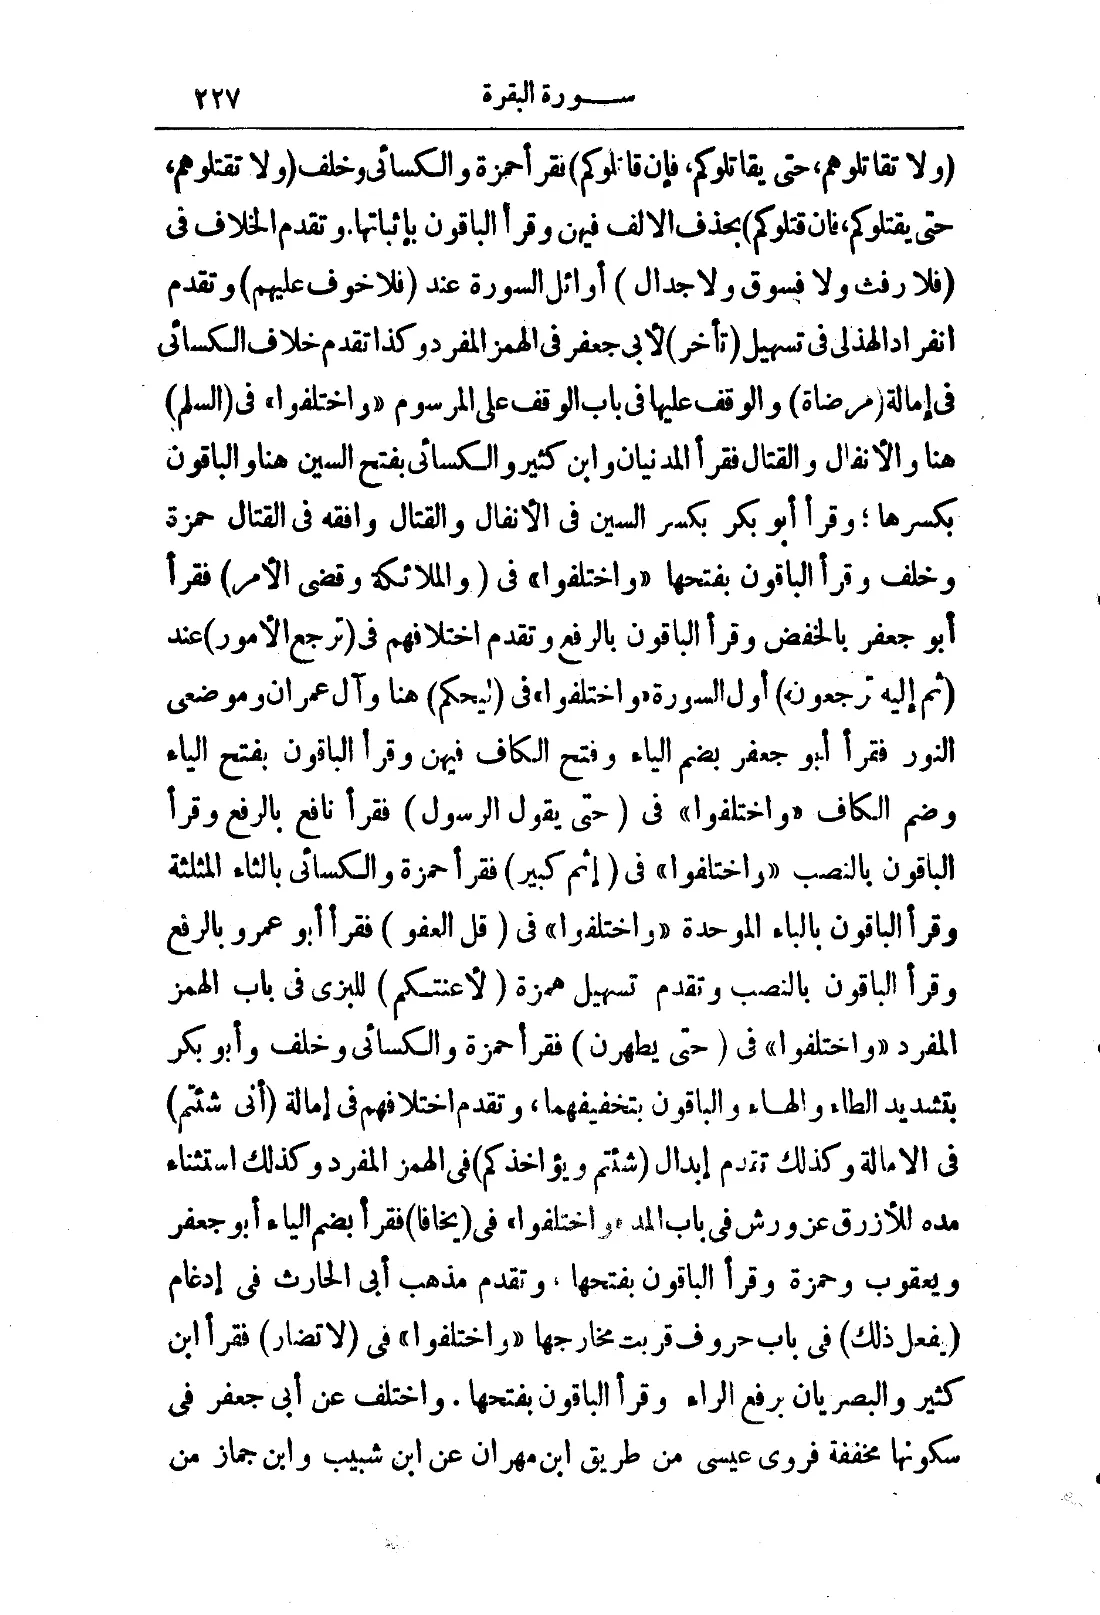 سورة البقرة ٢٢٧
(ولا تقاتلوهم، حتى يقاتلوكم، فإن قاتلوكم) فقرأ حمزة والكسائى وخلف (ولا تقتلوهم،
حتى يقتلوكم، فان قتلوكم) بحذف الالف فيهن وقرأ الباقون بإثباتها. وتقدم الخلاف فى
(فلا رفث ولا فسوق ولا جدال) أوائل السورة عند (فلا خوف عليهم) وتقدم
انفراد الهذلى فى تسهيل (تأخر) لأبى جعفر فى الهمز المفرد وكذا تقدم خلاف الكسائى
فى إمالة (مرضاة) والوقف عليها فى باب الوقف على المرسوم «واختلفوا» فى (السلم)
هنا والأنفال والقتال فقرأ المدنيان وابن كثير والكسائى بفتح السين هنا والباقون
بكسرها؛ وقرأ أبو بكر بكسر السين فى الأنفال والقتال وافقه فى القتال حمزة
وخلف وقرأ الباقون بفتحها «واختلفوا» فى (والملائكة وقضى الأمر) فقرأ
أبو جعفر بالخفض وقرأ الباقون بالرفع وتقدم اختلافهم فى (ترجع الأمور) عند
(ثم إليه ترجعون) أول السورة «واختلفوا» فى (ليحكم) هنا وآل عمران وموضعى
النور فقرأ أبو جعفر بضم الياء وفتح الكاف فيهن وقرأ الباقون بفتح الياء
وضم الكاف «واختلفوا» فى (حتى يقول الرسول) فقرأ نافع بالرفع وقرأ
الباقون بالنصب «واختلفوا» فى (إثم كبير) فقرأ حمزة والكسائى بالثاء المثلثة
وقرأ الباقون بالباء الموحدة «واختلفوا» فى (قل العفو) فقرأ أبو عمرو بالرفع
وقرأ الباقون بالنصب وتقدم تسهيل همزة (لأعنتكم) للبزى فى باب الهمز
المفرد «واختلفوا» فى (حتى يطهرن) فقرأ حمزة والكسائى وخلف وأبو بكر
بتشديد الطاء والهاء والباقون بتخفيفهما، وتقدم اختلافهم فى إمالة (أنى شئتم)
فى الامالة وكذلك تقدم إبدال (شئتم ويؤاخذكم) فى الهمز المفرد وكذلك استثناء
مده للأزرق عن ورش فى باب المد «واختلفوا» فى (يخافا) فقرأ بضم الياء أبو جعفر
ويعقوب وحمزة وقرأ الباقون بفتحها، وتقدم مذهب أبى الحارث فى إدغام
(يفعل ذلك) فى باب حروف قربت مخارجها «واختلفوا» فى (لا تضار) فقرأ ابن
كثير والبصريان برفع الراء وقرأ الباقون بفتحها. واختلف عن أبى جعفر فى
سكونها مخففة فروى عيسى من طريق ابن مهران عن ابن شبيب وابن جماز من